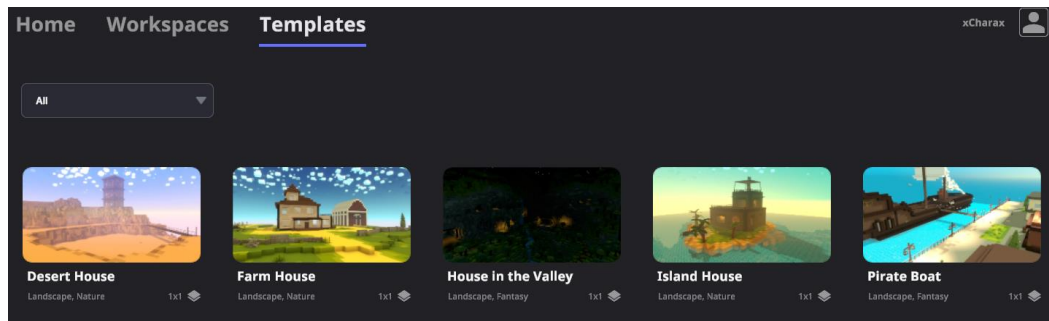 Home Workspaces Templates xCharax
All
Desert House Farm House House in the Valley Island House Pirate Boat
Landscape, Nature 1x1 Landscape, Nature 1x1 Landscape, Fantasy 1x1 Landscape, Nature 1x1 Landscape, Fantasy 1x1